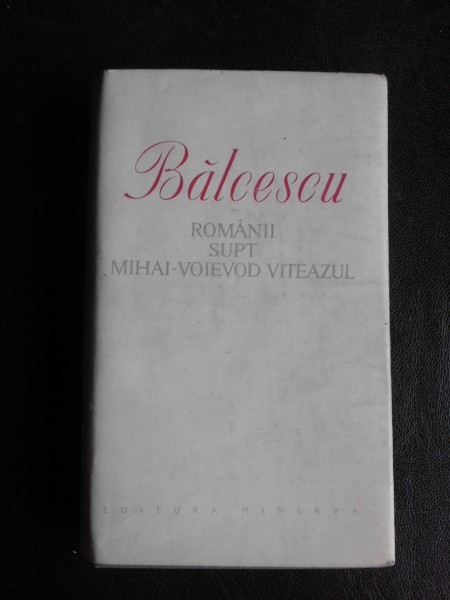 Bălcescu
ROMÂNII
SUPT
MIHAI-VOIEVOD VITEAZUL
EDITURA MINERVA